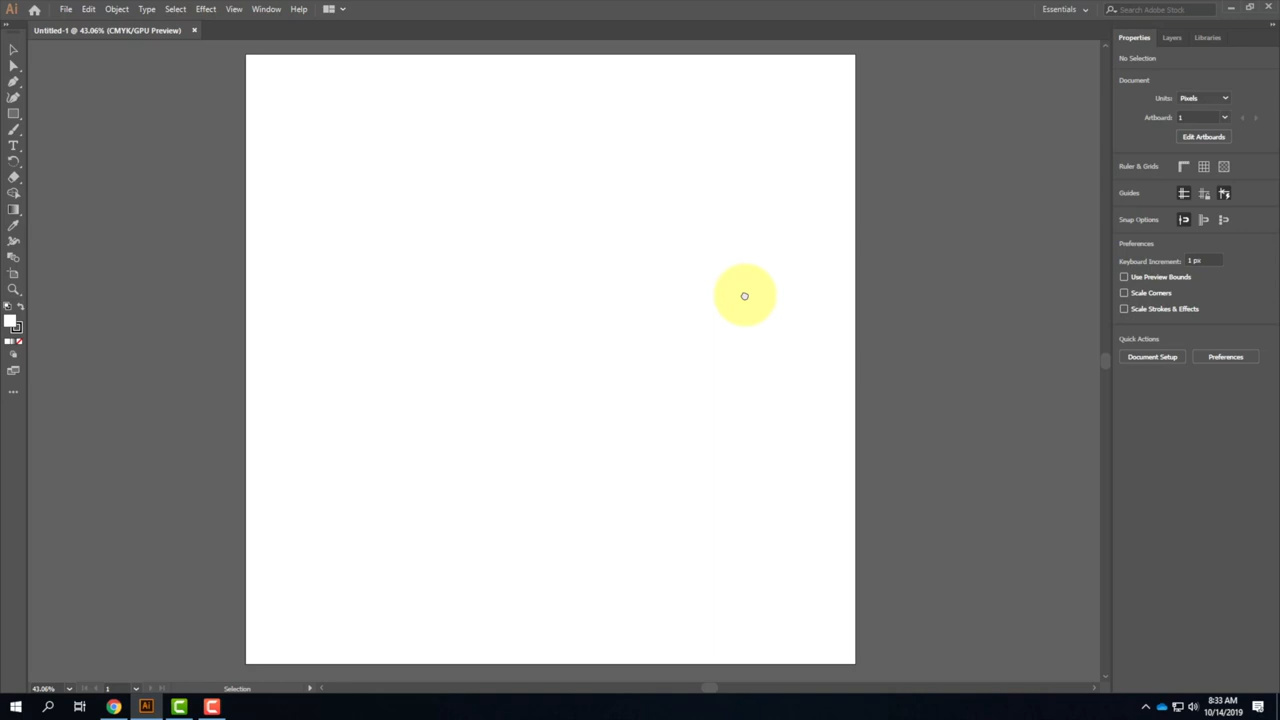 Ai File Edit Object Type Select Effect View Window Help Essentials Search Adobe Stock
Untitled-1 @ 43.06% (CMYK/GPU Preview)
Properties Layers Libraries
No Selection
Document
Units: Pixels
Artboard: 1
Edit Artboards
Ruler & Grids
Guides
Snap Options
Preferences
Keyboard Increment: 1 px
Use Preview Bounds
Scale Corners
Scale Strokes & Effects
Quick Actions
Document Setup Preferences
43.06% 1 Selection
Ai
8:33 AM
10/14/2019